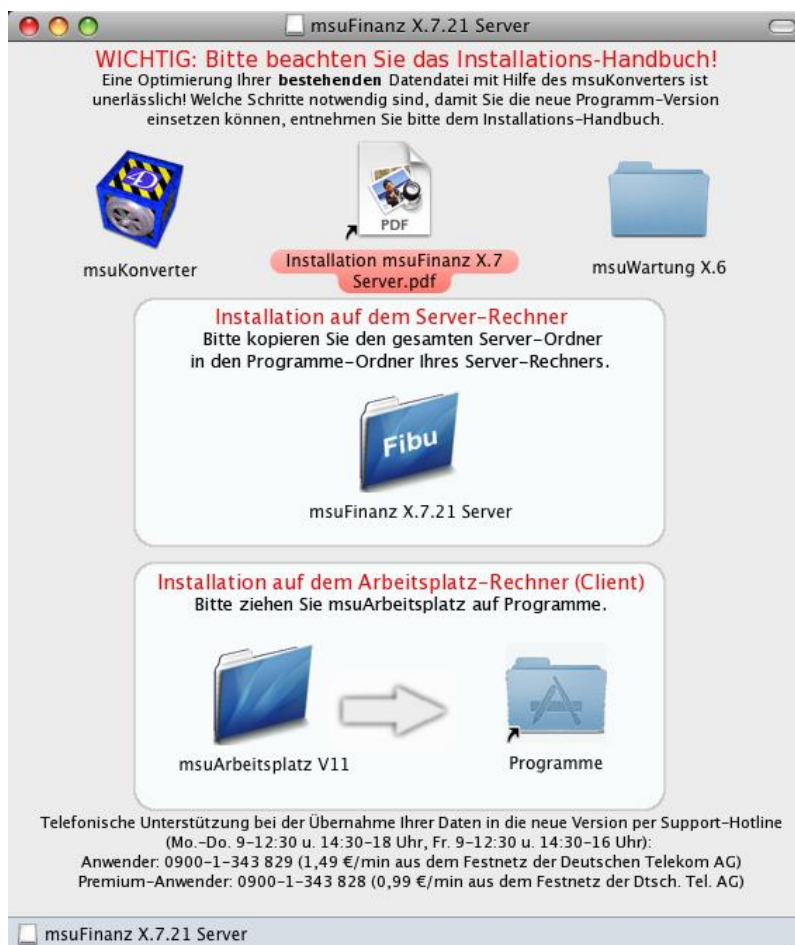 msuFinanz X.7.21 Server
WICHTIG: Bitte beachten Sie das Installations-Handbuch!
Eine Optimierung Ihrer bestehenden Datendatei mit Hilfe des msuKonverters ist
unerlässlich! Welche Schritte notwendig sind, damit Sie die neue Programm-Version
einsetzen können, entnehmen Sie bitte dem Installations-Handbuch.
4D
PDF
msuKonverter
Installation msuFinanz X.7
Server.pdf
msuWartung X.6
Installation auf dem Server-Rechner
Bitte kopieren Sie den gesamten Server-Ordner
in den Programme-Ordner Ihres Server-Rechners.
Fibu
msuFinanz X.7.21 Server
Installation auf dem Arbeitsplatz-Rechner (Client)
Bitte ziehen Sie msuArbeitsplatz auf Programme.
msuArbeitsplatz V11
Programme
Telefonische Unterstützung bei der Übernahme Ihrer Daten in die neue Version per Support-Hotline
(Mo.-Do. 9-12:30 u. 14:30-18 Uhr, Fr. 9-12:30 u. 14:30-16 Uhr):
Anwender: 0900-1-343 829 (1,49 €/min aus dem Festnetz der Deutschen Telekom AG)
Premium-Anwender: 0900-1-343 828 (0,99 €/min aus dem Festnetz der Dtsch. Tel. AG)
msuFinanz X.7.21 Server